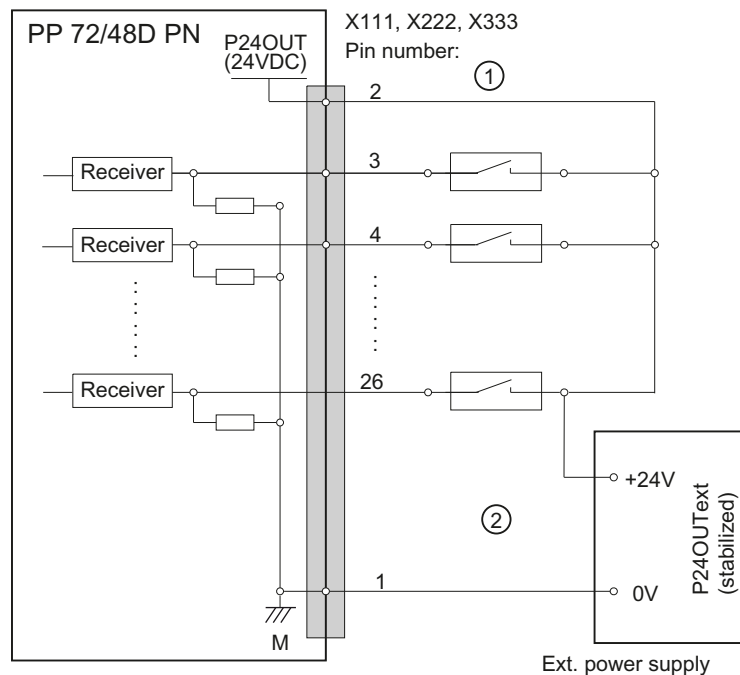 PP 72/48D PN
P24OUT
(24VDC)
X111, X222, X333
Pin number:
1
2
Receiver
3
Receiver
4
Receiver
26
+24V
P24OUText
(stabilized)
2
1
0V
M
Ext. power supply